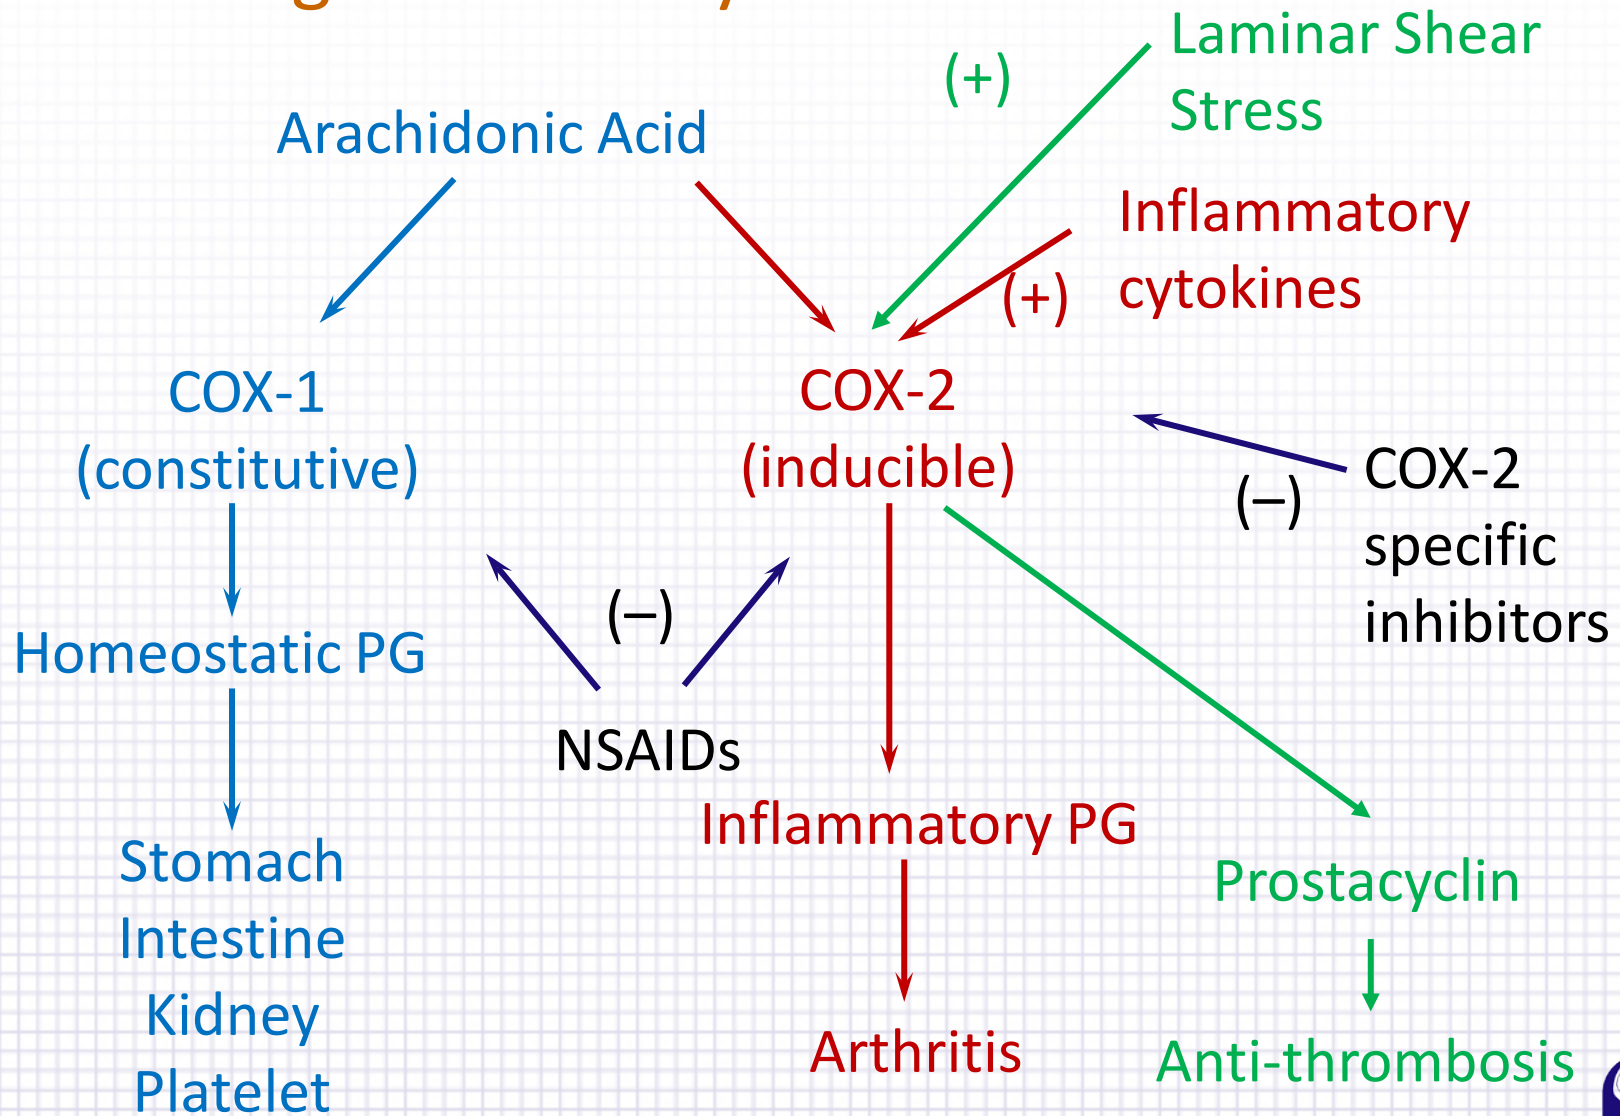 Laminar Shear
Stress
(+)
Arachidonic Acid
Inflammatory
cytokines
(+)
COX-1
(constitutive)
COX-2
(inducible)
COX-2
specific
inhibitors
(–)
(–)
Homeostatic PG
NSAIDs
Inflammatory PG
Prostacyclin
Stomach
Intestine
Kidney
Platelet
Arthritis
Anti-thrombosis